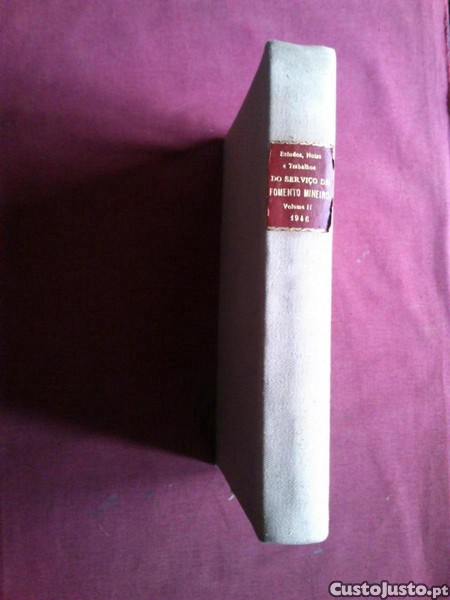 Estudos, Notas
e Trabalhos
DO SERVIÇO DE
FOMENTO MINEIRO
Volume II
1946
CustoJusto.pt